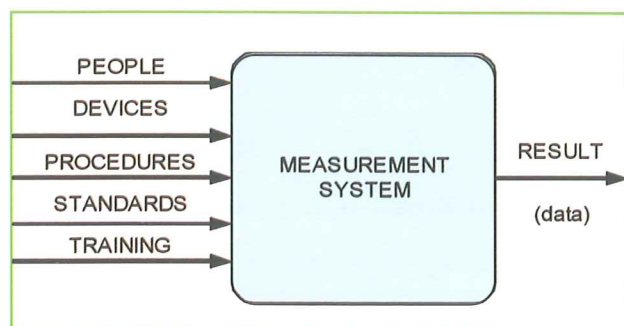 PEOPLE
DEVICES
PROCEDURES
STANDARDS
TRAINING
MEASUREMENT
SYSTEM
RESULT
(data)